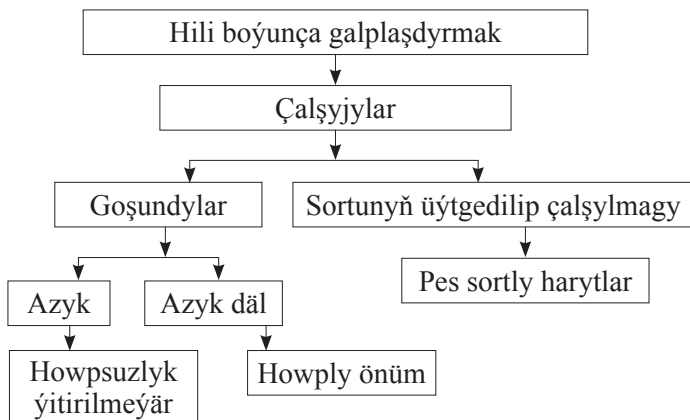 Hili boýunça galplaşdyrmak
Çalşyjylar
Goşundylar
Sortunyň üýtgedilip çalşylmagy
Azyk
Azyk däl
Pes sortly harytlar
Howpsuzlyk
ýitirilmeýär
Howply önüm